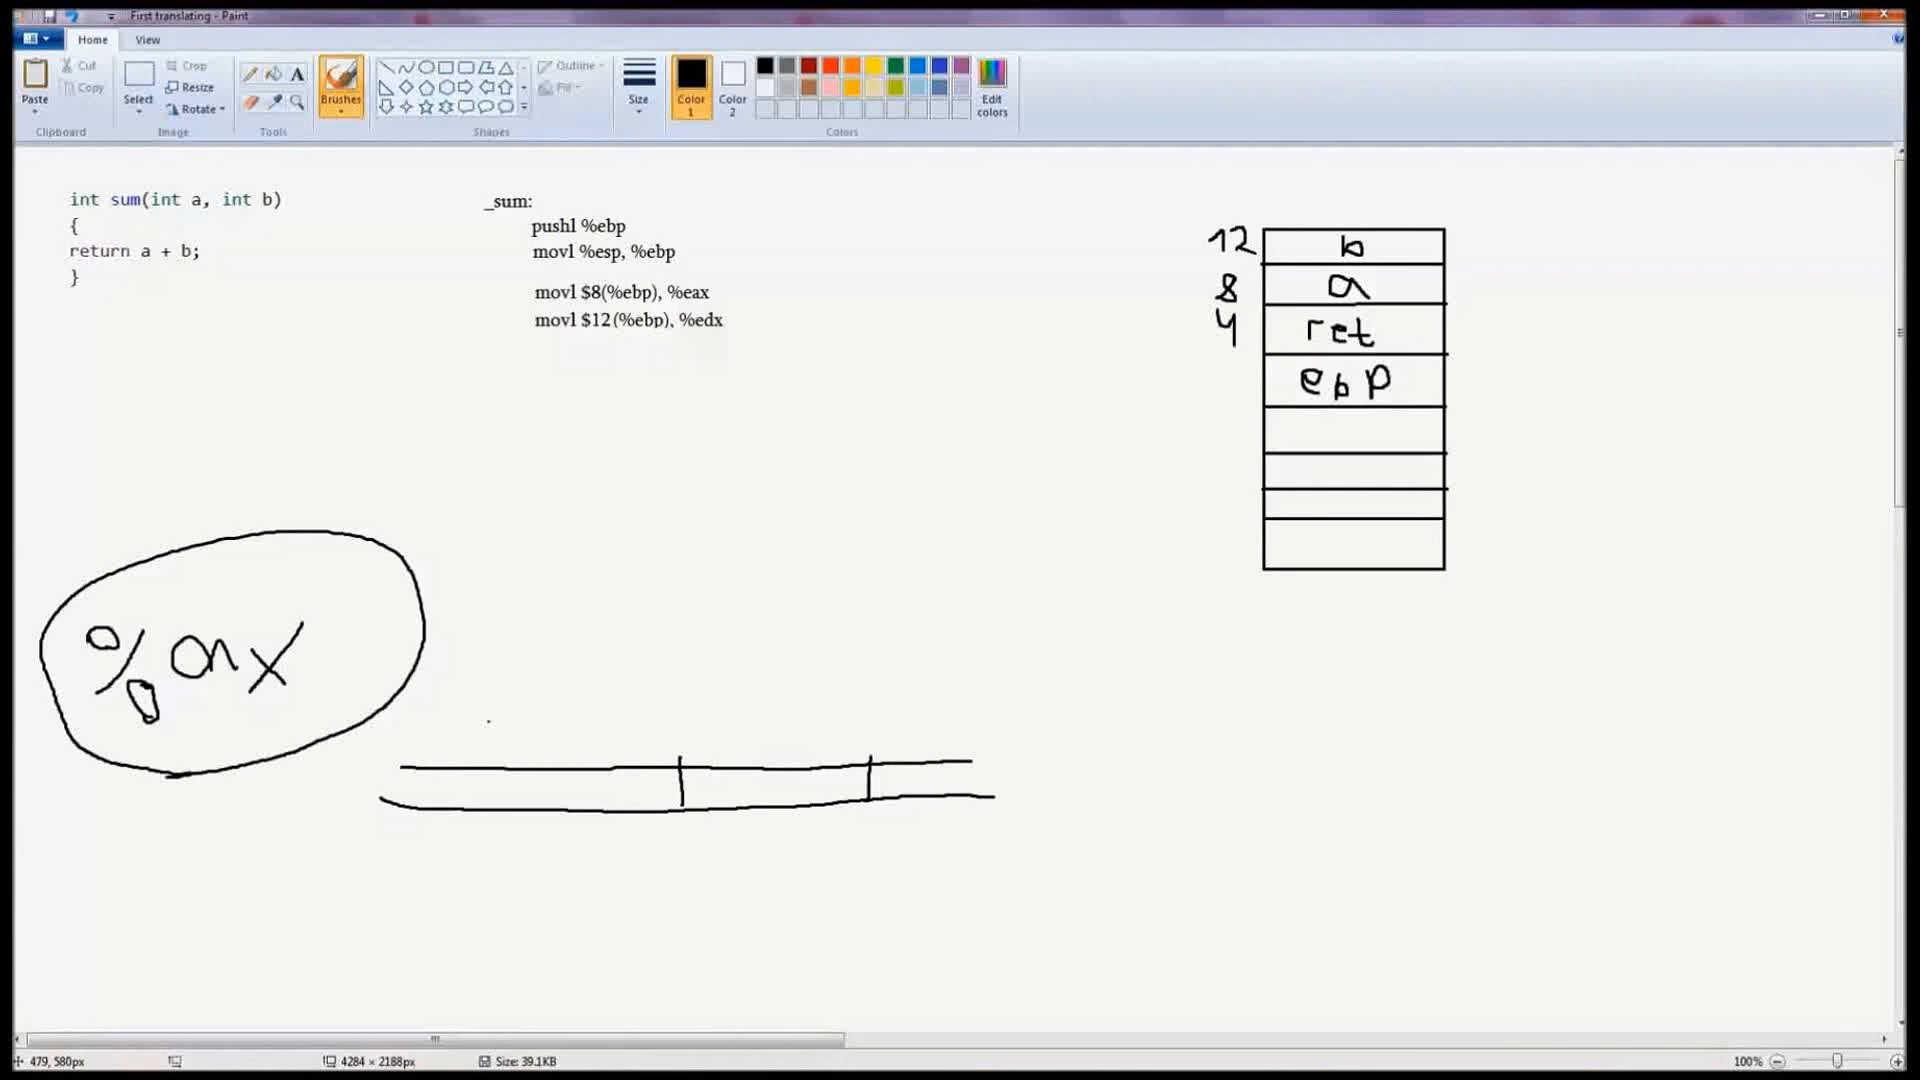 First translating - Paint
Home View
Paste
Cut
Copy
Clipboard
Select
Crop
Resize
Rotate
Image
Tools
Brushes
Shapes
Outline
Fill
Size
Color 1
Color 2
Colors
Edit colors
int sum(int a, int b)
{
return a + b;
}
_sum:
pushl %ebp
movl %esp, %ebp
movl $8(%ebp), %eax
movl $12(%ebp), %edx
12 b
8 a
4 ret
ebp
479, 580px
4284 × 2188px
Size: 39.1KB
100%